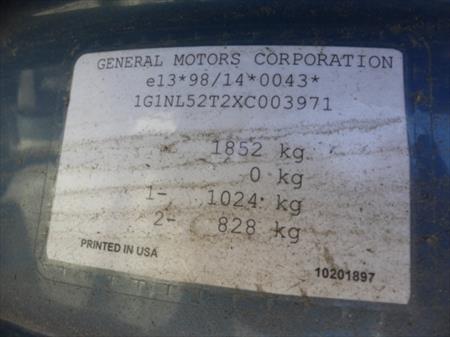 GENERAL MOTORS CORPORATION
e13*98/14*0043*
1G1NL52T2XC003971
1852 kg
0 kg
1- 1024 kg
2- 828 kg
PRINTED IN USA
10201897